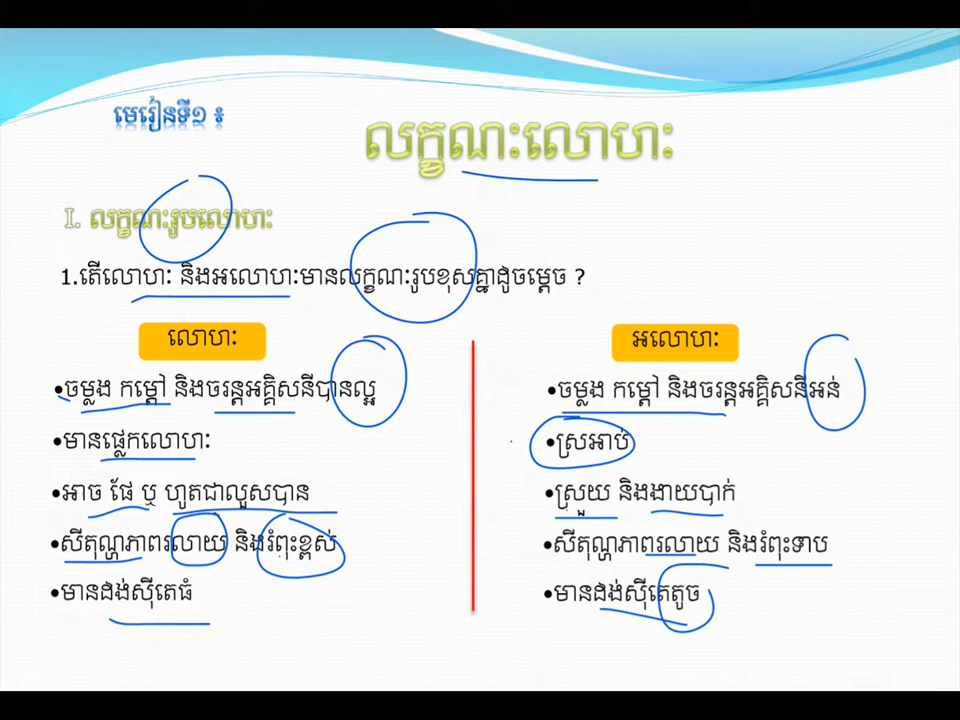 មេរៀនទី១ ៖
លក្ខណៈលោហៈ
I. លក្ខណៈរូបលោហៈ
1.តើលោហៈ និងអលោហៈមានលក្ខណៈរូបខុសគ្នាដូចម្ដេច ?
លោហៈ
•ចម្លង កម្ដៅ និងចរន្តអគ្គិសនីបានល្អ
•មានផ្លេកលោហៈ
•អាច ផែ ឬ ហូតជាលួសបាន
•សីតុណ្ហភាពរលាយ និងរំពុះខ្ពស់
•មានដង់ស៊ីតេធំ
អលោហៈ
•ចម្លង កម្ដៅ និងចរន្តអគ្គិសនីអន់
•ស្រអាប់
•ស្រួយ និងងាយបាក់
•សីតុណ្ហភាពរលាយ និងរំពុះទាប
•មានដង់ស៊ីតេតូច